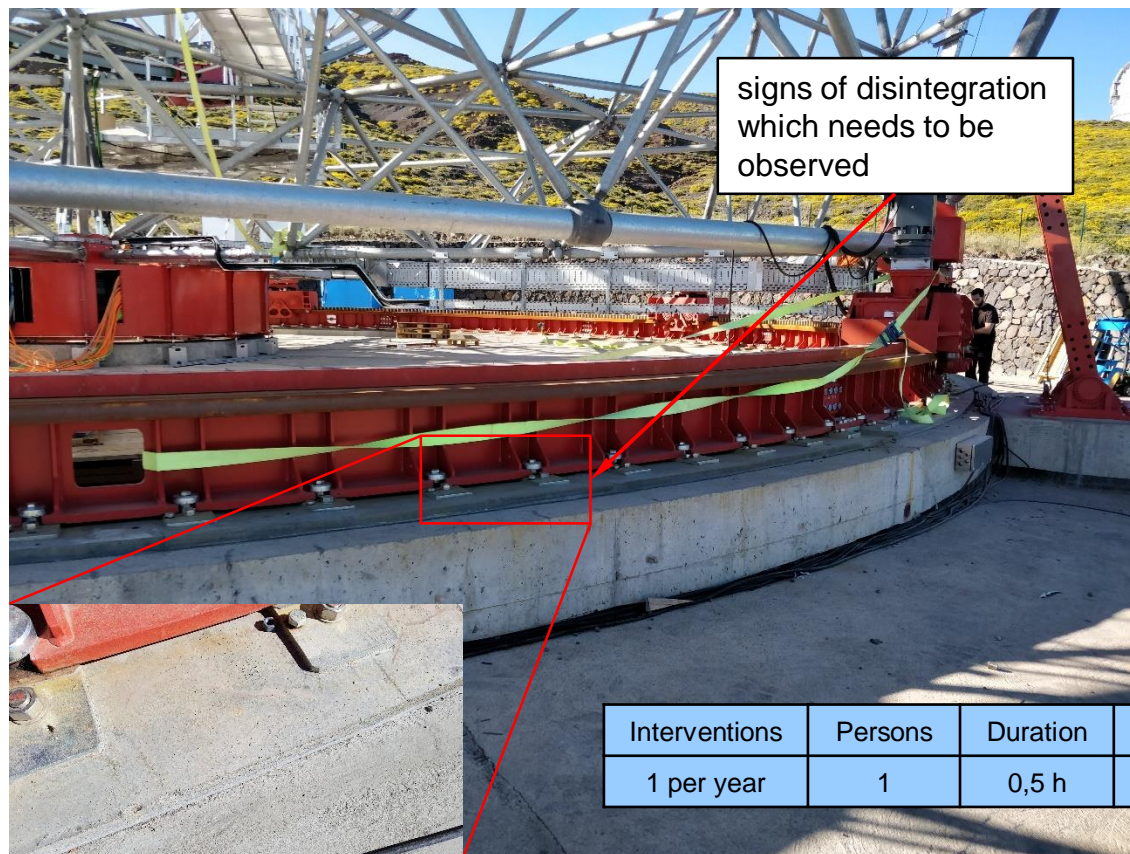 signs of disintegration
which needs to be
observed
Interventions Persons Duration
1 per year 1 0,5 h